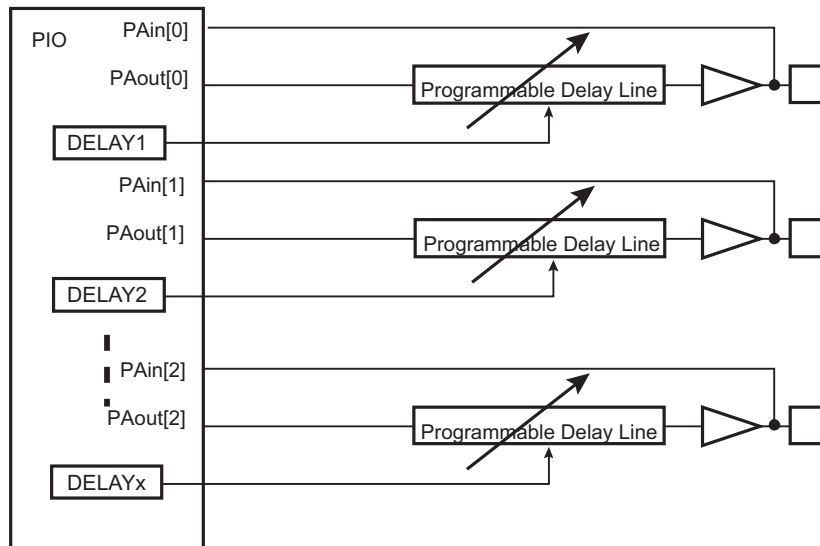 PIO
PAin[0]
PAout[0]
Programmable Delay Line
DELAY1
PAin[1]
PAout[1]
Programmable Delay Line
DELAY2
PAin[2]
PAout[2]
Programmable Delay Line
DELAYx